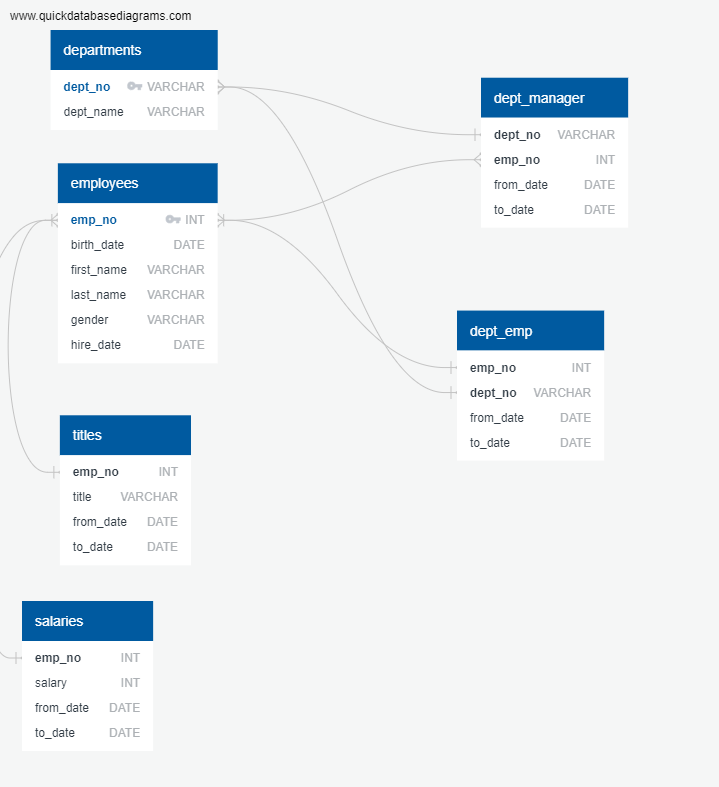 www.quickdatabasediagrams.com
departments
dept_no VARCHAR
dept_name VARCHAR
employees
emp_no INT
birth_date DATE
first_name VARCHAR
last_name VARCHAR
gender VARCHAR
hire_date DATE
titles
emp_no INT
title VARCHAR
from_date DATE
to_date DATE
salaries
emp_no INT
salary INT
from_date DATE
to_date DATE
dept_manager
dept_no VARCHAR
emp_no INT
from_date DATE
to_date DATE
dept_emp
emp_no INT
dept_no VARCHAR
from_date DATE
to_date DATE